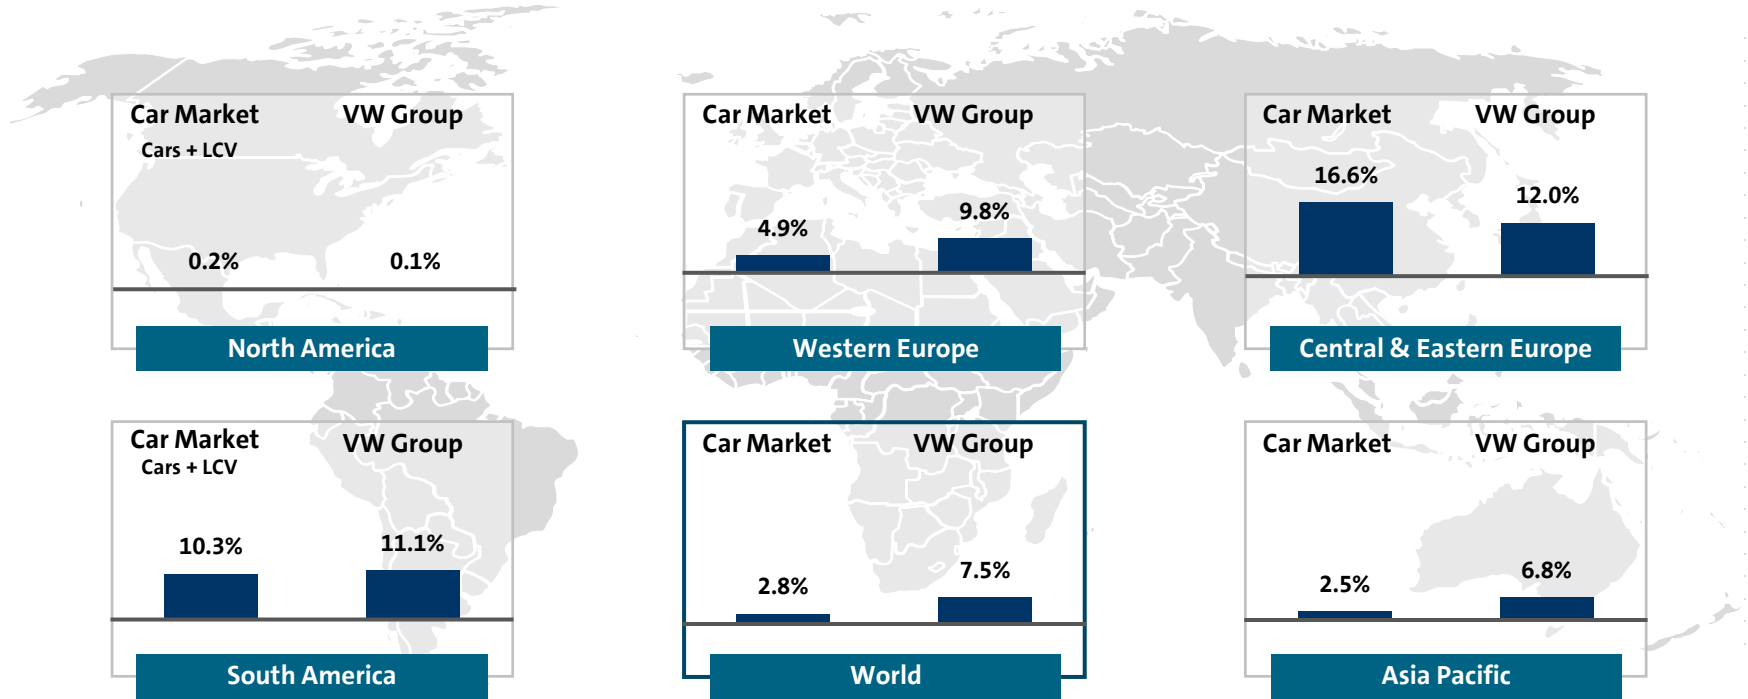 Car Market VW Group
Cars + LCV
0.2% 0.1%
North America
Car Market VW Group
4.9% 9.8%
Western Europe
Car Market VW Group
16.6% 12.0%
Central & Eastern Europe
Car Market VW Group
Cars + LCV
10.3% 11.1%
South America
Car Market VW Group
2.8% 7.5%
World
Car Market VW Group
2.5% 6.8%
Asia Pacific